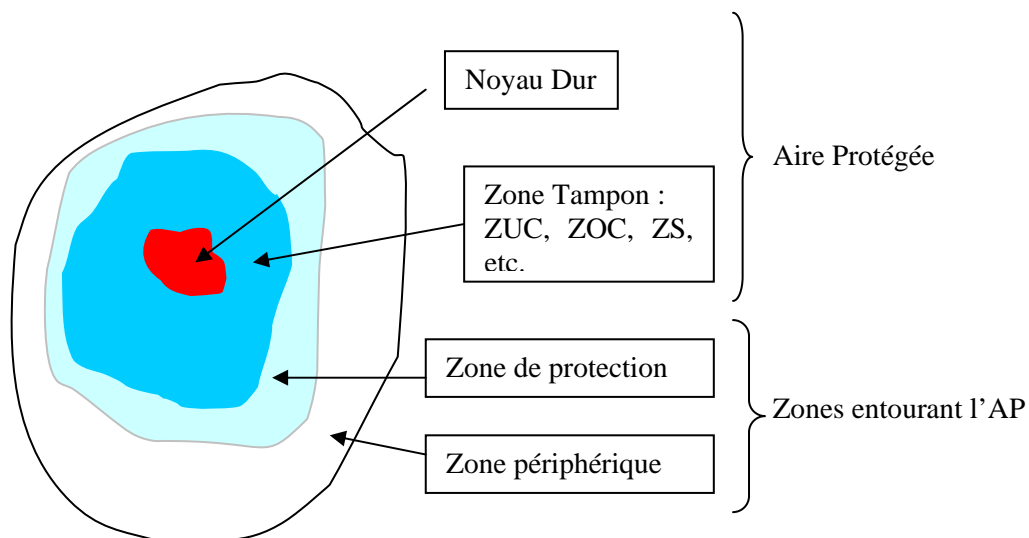 Noyau Dur
Aire Protégée
Zone Tampon :
ZUC, ZOC, ZS,
etc.
Zone de protection
Zones entourant l’AP
Zone périphérique